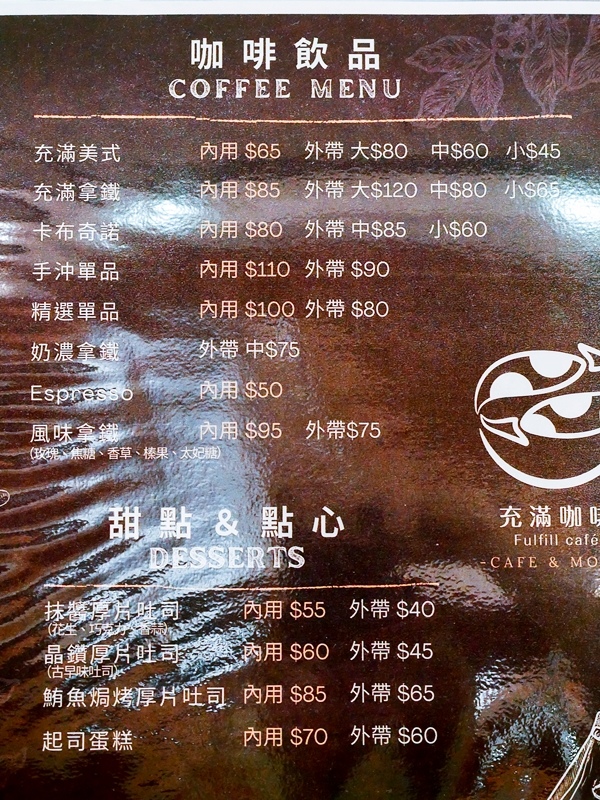 咖啡飲品
COFFEE MENU
充滿美式 內用 $65 外帶 大$80 中$60 小$45
充滿拿鐵 內用 $85 外帶 大$120 中$80 小$65
卡布奇諾 內用 $80 外帶 中$85 小$60
手沖單品 內用 $110 外帶 $90
精選單品 內用 $100 外帶 $80
奶濃拿鐵 外帶 中$75
Espresso 內用 $50
風味拿鐵 內用 $95 外帶$75
(玫瑰、焦糖、香草、榛果、太妃糖)
充滿咖啡
Fulfill café
-CAFE & MO
甜點 & 點心
DESSERTS
抹醬厚片吐司 內用 $55 外帶 $40
(花生、巧克力、香蒜)
晶鑽厚片吐司 內用 $60 外帶 $45
(古早味吐司)
鮪魚焗烤厚片吐司 內用 $85 外帶 $65
起司蛋糕 內用 $70 外帶 $60